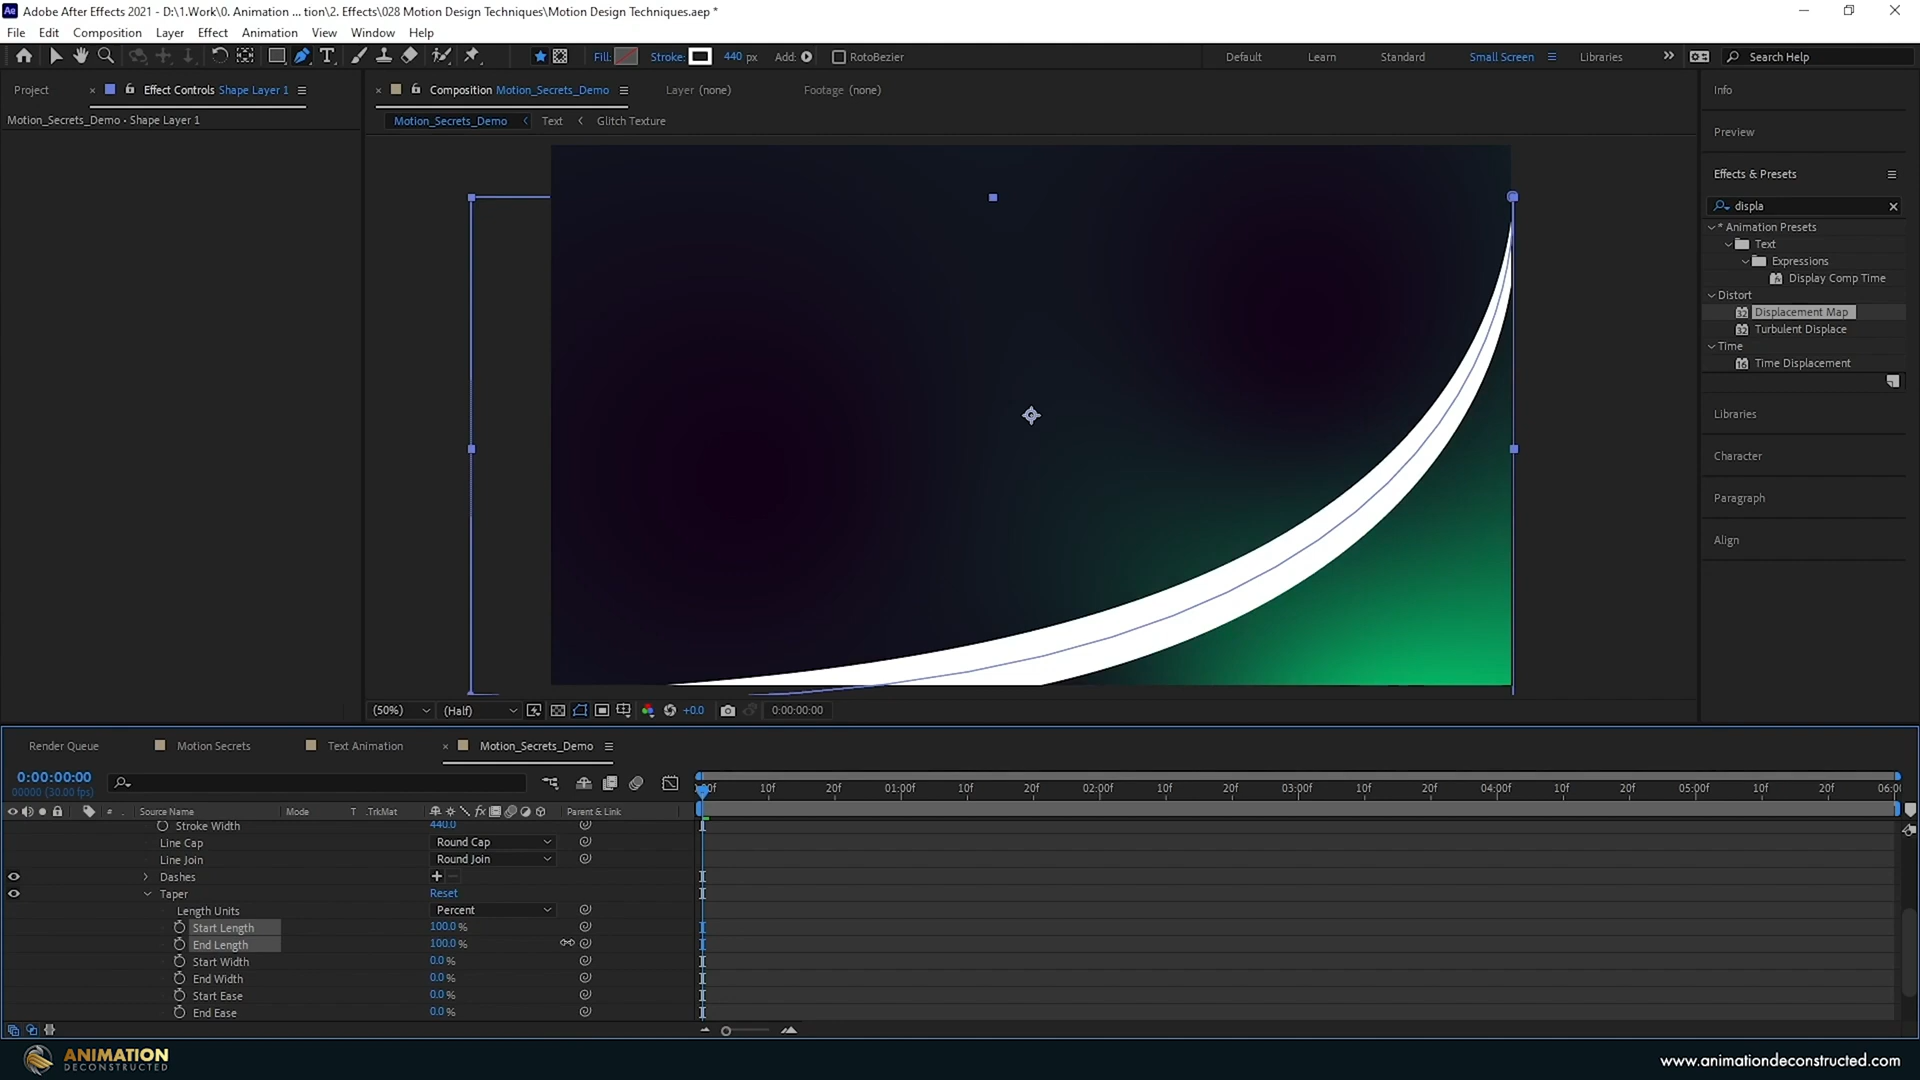 Adobe After Effects 2021 - D:\1.Work\0. Animation ... tion\2. Effects\028 Motion Design Techniques\Motion Design Techniques.aep *
File Edit Composition Layer Effect Animation View Window Help
Fill: Stroke: 440 px Add: RotoBezier Default Learn Standard Small Screen Libraries Search Help
Project Effect Controls Shape Layer 1 Composition Motion_Secrets_Demo Layer (none) Footage (none) Info
Motion_Secrets_Demo • Shape Layer 1 Motion_Secrets_Demo Text Glitch Texture
Preview
Effects & Presets
displa
* Animation Presets
Text
Expressions
Display Comp Time
Distort
Displacement Map
Turbulent Displace
Time
Time Displacement
Libraries
Character
Paragraph
Align
(50%) (Half) +0.0 0:00:00:00
Render Queue Motion Secrets Text Animation Motion_Secrets_Demo
0:00:00:00
00000 (30.00 fps)
10f 20f 01:00f 10f 20f 02:00f 10f 20f 03:00f 10f 20f 04:00f 10f 20f 05:00f 10f 20f 06:00
# Source Name Mode T .TrkMat fx Parent & Link
Stroke Width 440.0
Line Cap Round Cap
Line Join Round Join
Dashes
Taper Reset
Length Units Percent
Start Length 100.0 %
End Length 100.0 %
Start Width 0.0 %
End Width 0.0 %
Start Ease 0.0 %
End Ease 0.0 %
ANIMATION
DECONSTRUCTED
www.animationdeconstructed.com